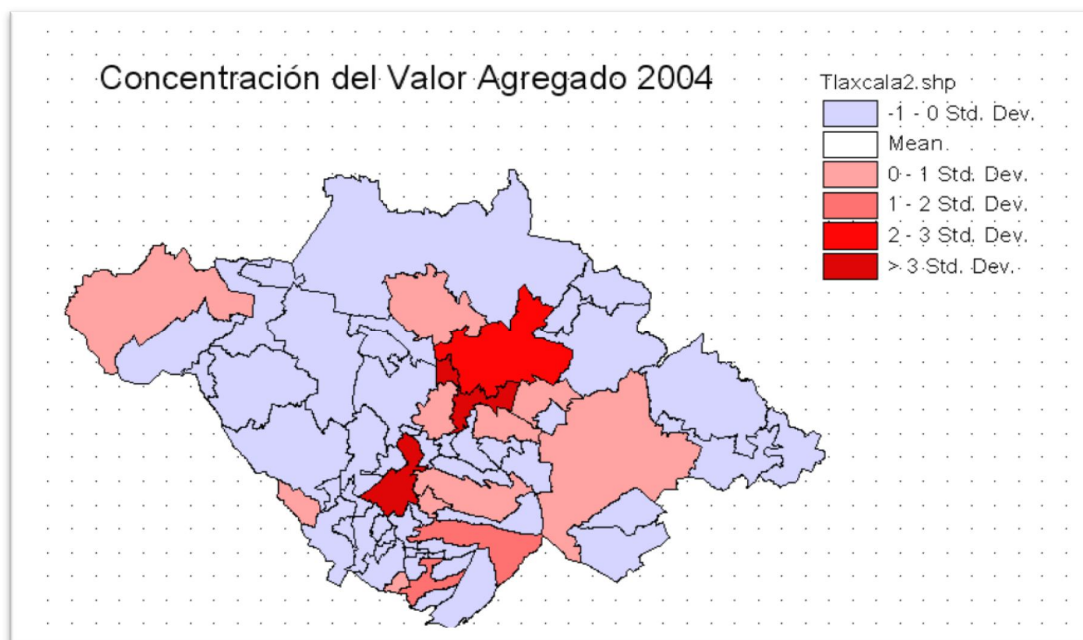 Concentración del Valor Agregado 2004
Tlaxcala2.shp
-1 - 0 Std. Dev.
Mean
0 - 1 Std. Dev.
1 - 2 Std. Dev.
2 - 3 Std. Dev.
> 3 Std. Dev.